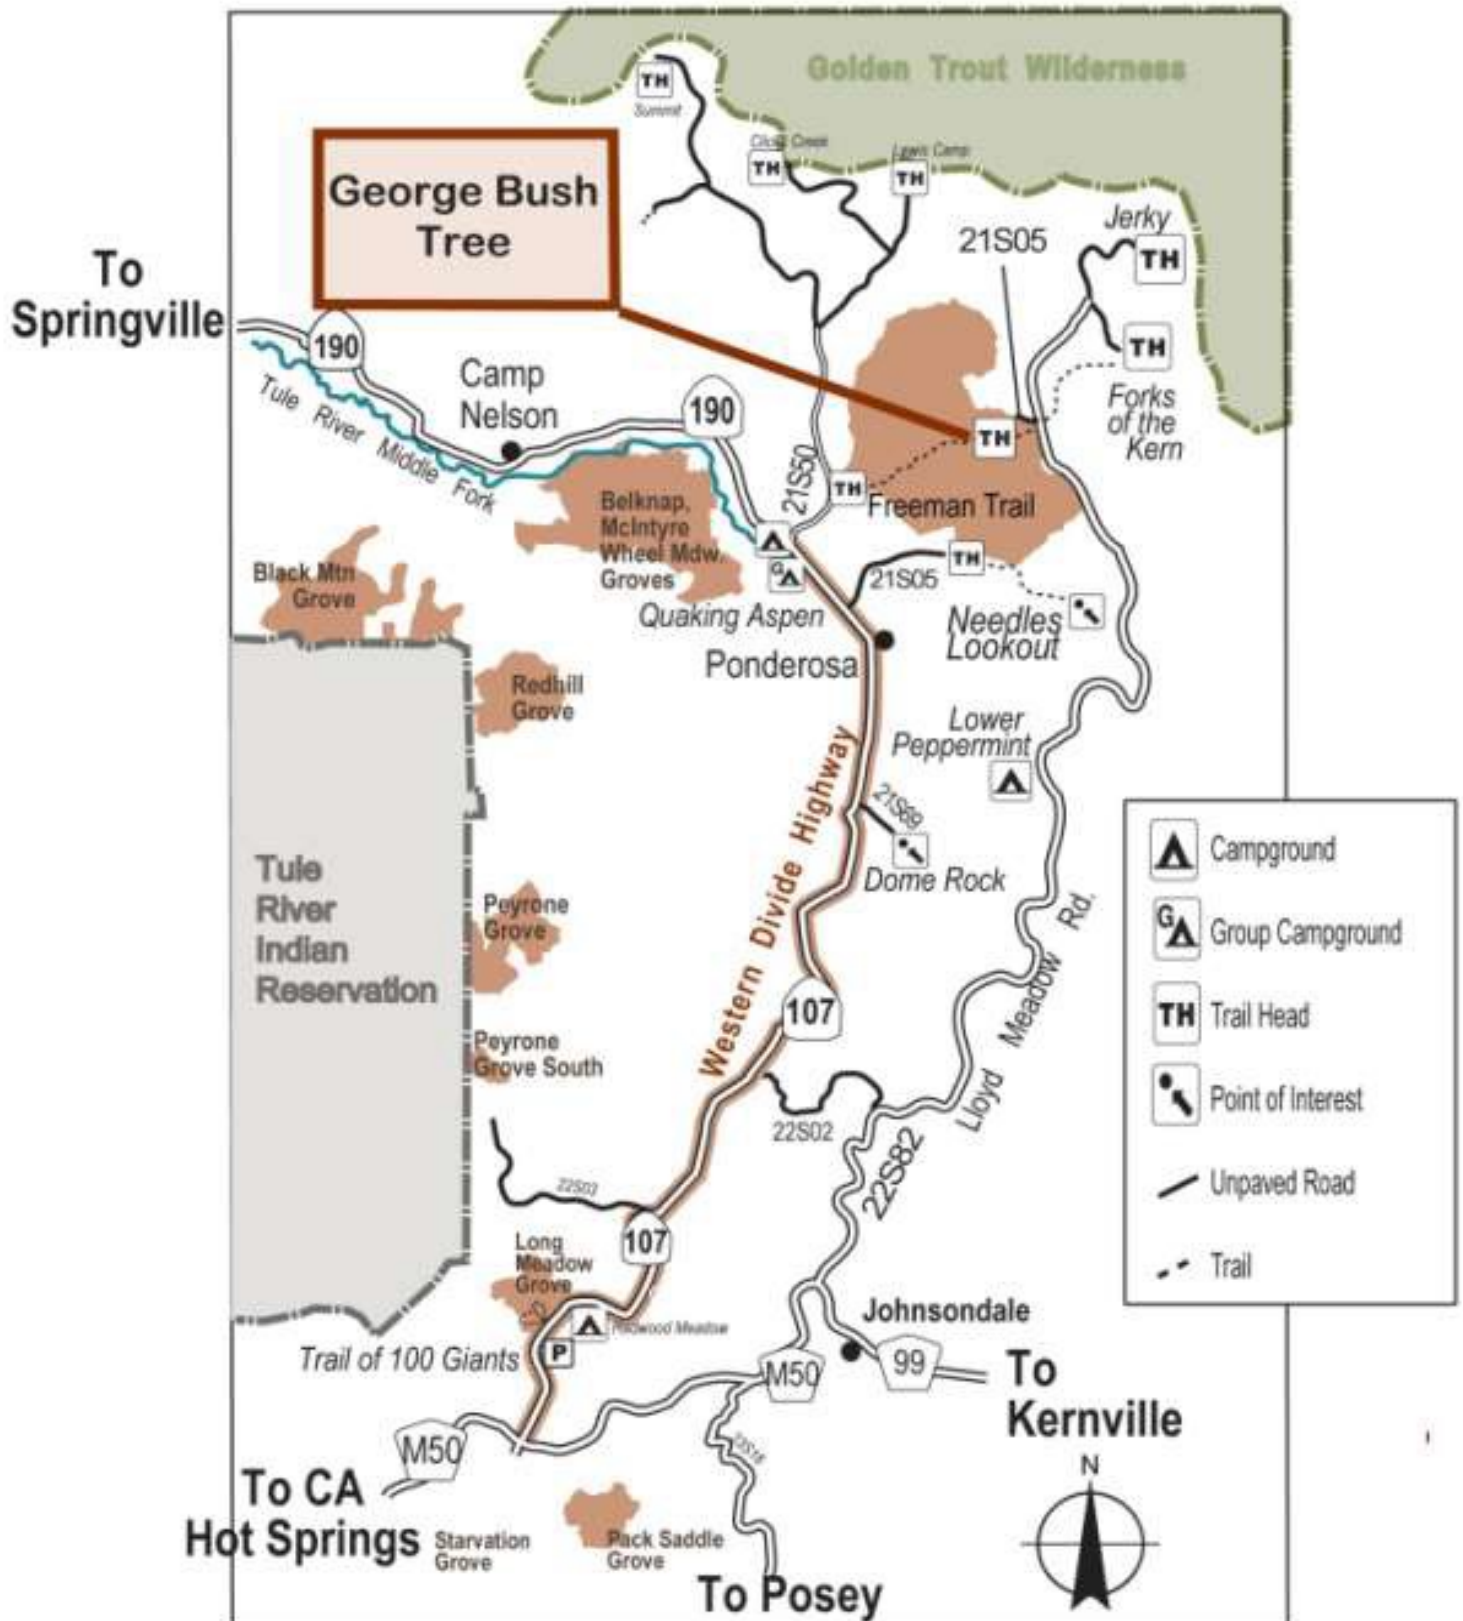 Golden Trout Wilderness
TH
Summit
TH
Lewis Camp
TH
George Bush
Tree
21S05
Jerky
TH
To
Springville
190
TH
Camp
Nelson
190
Forks
of the
Kern
Tule River Middle Fork
TH
21S50
TH
Freeman Trail
Belknap,
McIntyre
Wheel Mdw.
Groves
G
TH
21S05
Black Mtn
Grove
Quaking Aspen
Needles
Lookout
Ponderosa
Redhill
Grove
Lower
Peppermint
Western Divide Highway
21S69
Dome Rock
Tule
River
Indian
Reservation
Peyrone
Grove
107
Lloyd Meadow Rd.
Peyrone
Grove South
22S02
22S82
22S03
107
Long
Meadow
Grove
Redwood Meadow
Trail of 100 Giants
P
Johnsondale
M50
99
To
Kernville
M50
To CA
Hot Springs
Starvation
Grove
Pack Saddle
Grove
To Posey
N
Campground
G
Group Campground
TH
Trail Head
Point of Interest
Unpaved Road
Trail